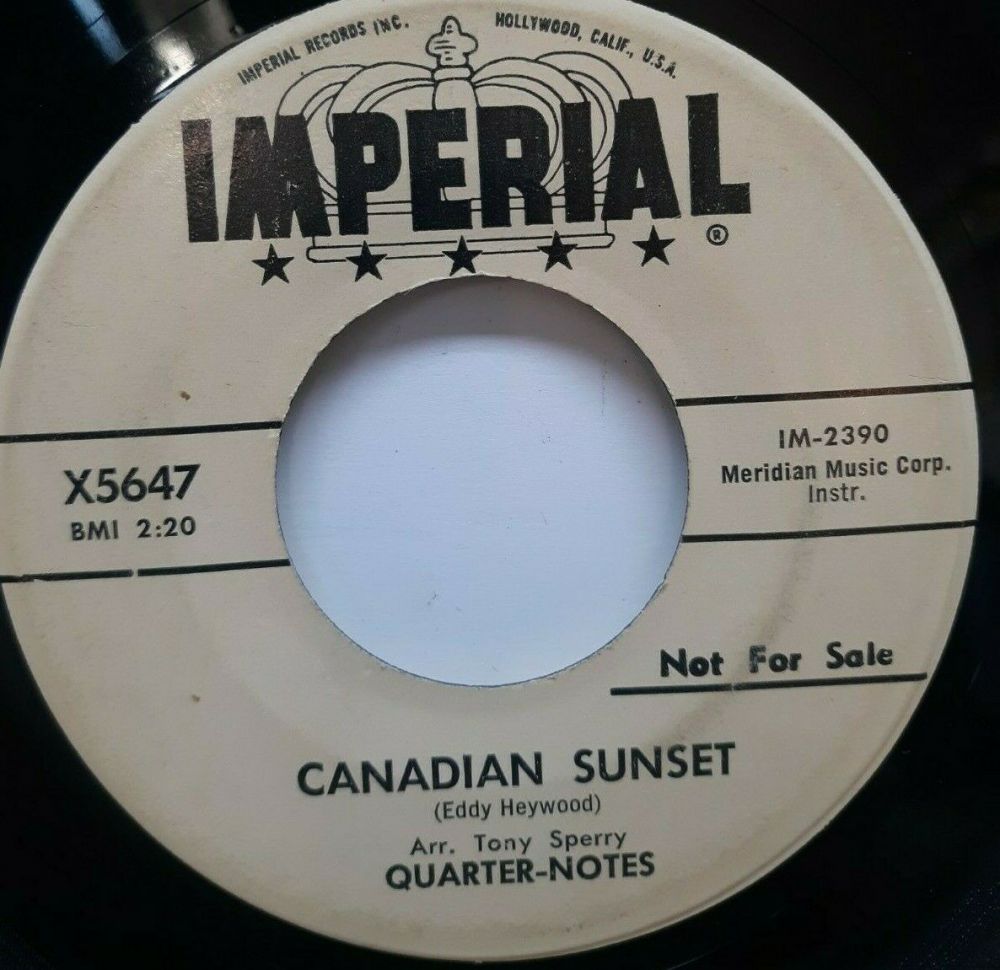 IMPERIAL RECORDS INC. HOLLYWOOD, CALIF., U.S.A.
IMPERIAL
®
X5647
BMI 2:20
IM-2390
Meridian Music Corp.
Instr.
Not For Sale
CANADIAN SUNSET
(Eddy Heywood)
Arr. Tony Sperry
QUARTER-NOTES